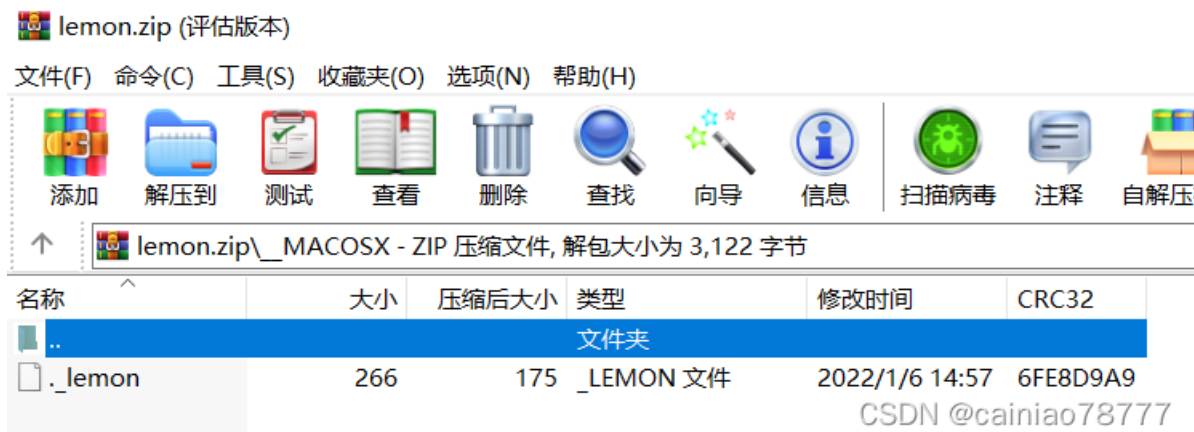 lemon.zip (评估版本)
文件(F) 命令(C) 工具(S) 收藏夹(O) 选项(N) 帮助(H)
添加 解压到 测试 查看 删除 查找 向导 信息 扫描病毒 注释 自解压
lemon.zip\__MACOSX - ZIP 压缩文件, 解包大小为 3,122 字节
名称 大小 压缩后大小 类型 修改时间 CRC32
.. 文件夹
._lemon 266 175 _LEMON 文件 2022/1/6 14:57 6FE8D9A9
CSDN @cainiao78777